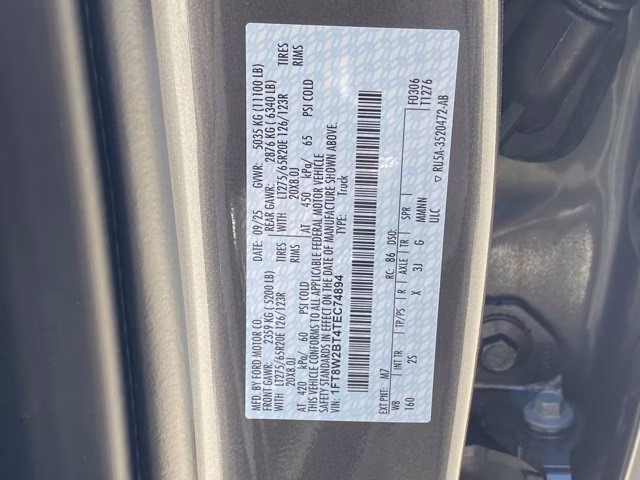 MFD. BY FORD MOTOR CO.
DATE: 09/25 GVWR: 5035 KG (11100 LB)
FRONT GAWR: 2359 KG ( 5200 LB) REAR GAWR: 2876 KG ( 6340 LB)
WITH LT275/65R20E 126/123R TIRES WITH LT275/65R20E 126/123R TIRES
20X8.0J RIMS 20X8.0J RIMS
AT 420 kPa/ 60 PSI COLD AT 450 kPa/ 65 PSI COLD
THIS VEHICLE CONFORMS TO ALL APPLICABLE FEDERAL MOTOR VEHICLE
SAFETY STANDARDS IN EFFECT ON THE DATE OF MANUFACTURE SHOWN ABOVE.
VIN: 1FT8W2BT4TEC74894
Truck
F0306
T1276
EXT PNT: M7 RC: 86 DSO:
WB INT TR TP/PS R AXLE TR SPR
160 2S X 3J G MMANN
ULC
▽ RU5A-3520472-AB